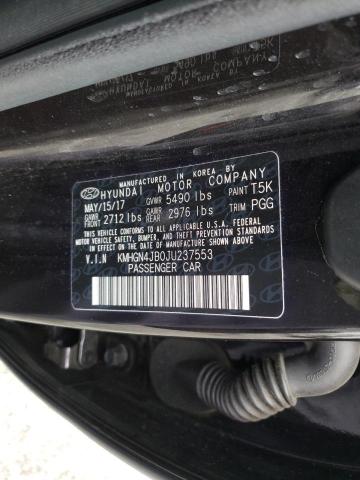 MANUFACTURED IN KOREA BY
HYUNDAI MOTOR COMPANY
MAY/15/17 GVWR 5490 lbs PAINT T5K
GAWR FRONT 2712 lbs GAWR REAR 2976 lbs TRIM PGG
THIS VEHICLE CONFORMS TO ALL APPLICABLE U.S.A. FEDERAL
MOTOR VEHICLE SAFETY, BUMPER, AND THEFT PREVENTION
STANDARDS IN EFFECT ON THE DATE OF MANUFACTURE SHOWN ABOVE.
V.I.N KMHGN4JB0JU237553
PASSENGER CAR